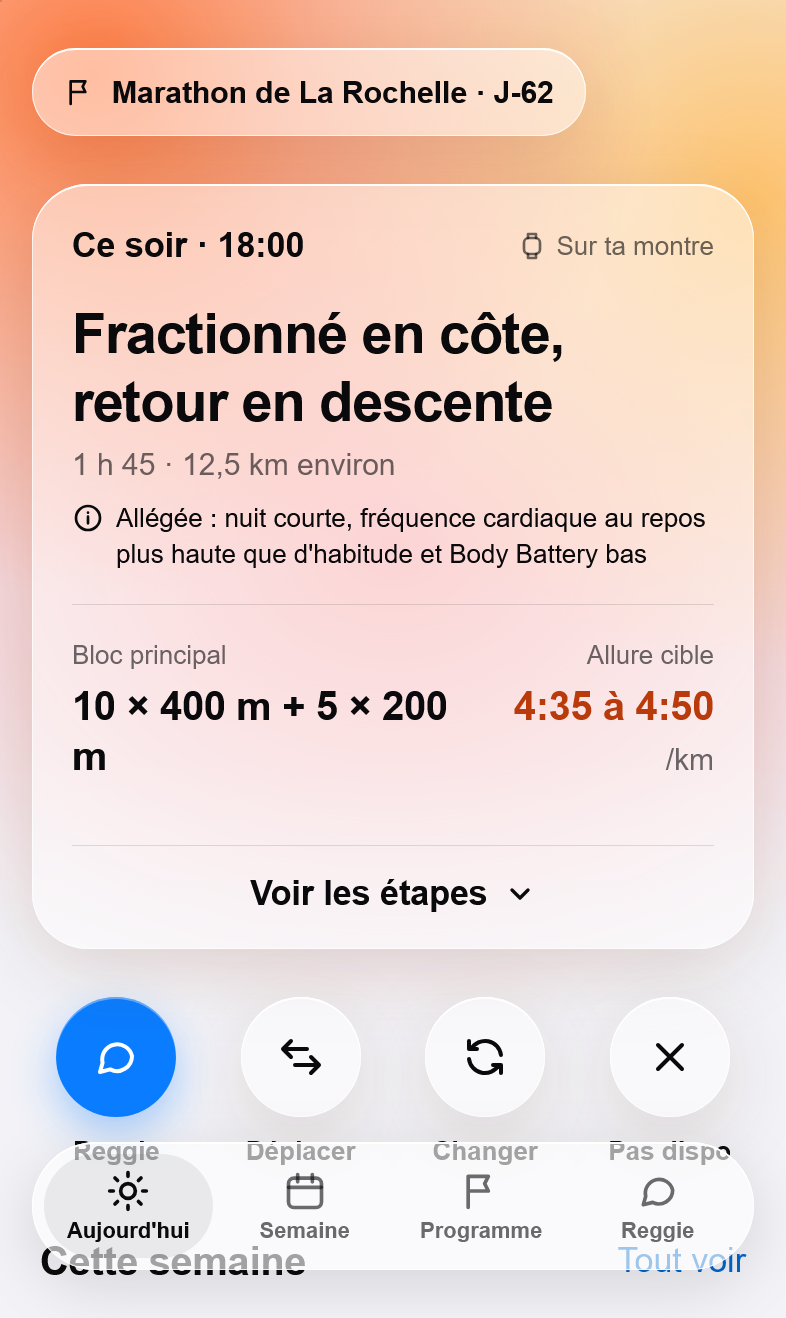 Marathon de La Rochelle · J-62
Ce soir · 18:00
Sur ta montre
Fractionné en côte,
retour en descente
1 h 45 · 12,5 km environ
Allégée : nuit courte, fréquence cardiaque au repos
plus haute que d'habitude et Body Battery bas
Bloc principal
Allure cible
10 × 400 m + 5 × 200
m
4:35 à 4:50
/km
Voir les étapes
Reggie
Déplacer
Changer
Pas dispo
Aujourd'hui
Semaine
Programme
Reggie
Cette semaine
Tout voir